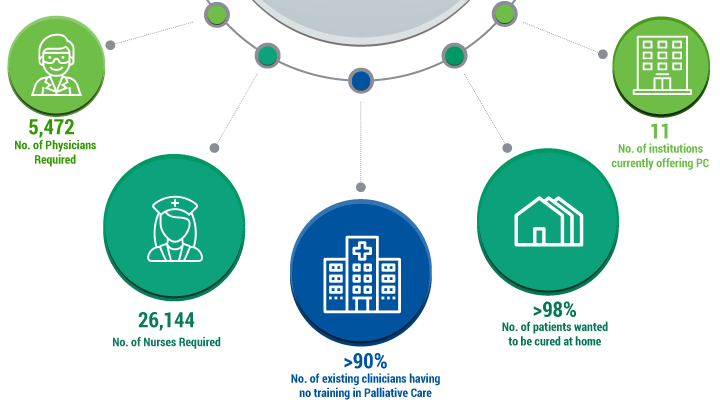 5,472
No. of Physicians
Required
26,144
No. of Nurses Required
>90%
No. of existing clinicians having
no training in Palliative Care
>98%
No. of patients wanted
to be cured at home
11
No. of institutions
currently offering PC